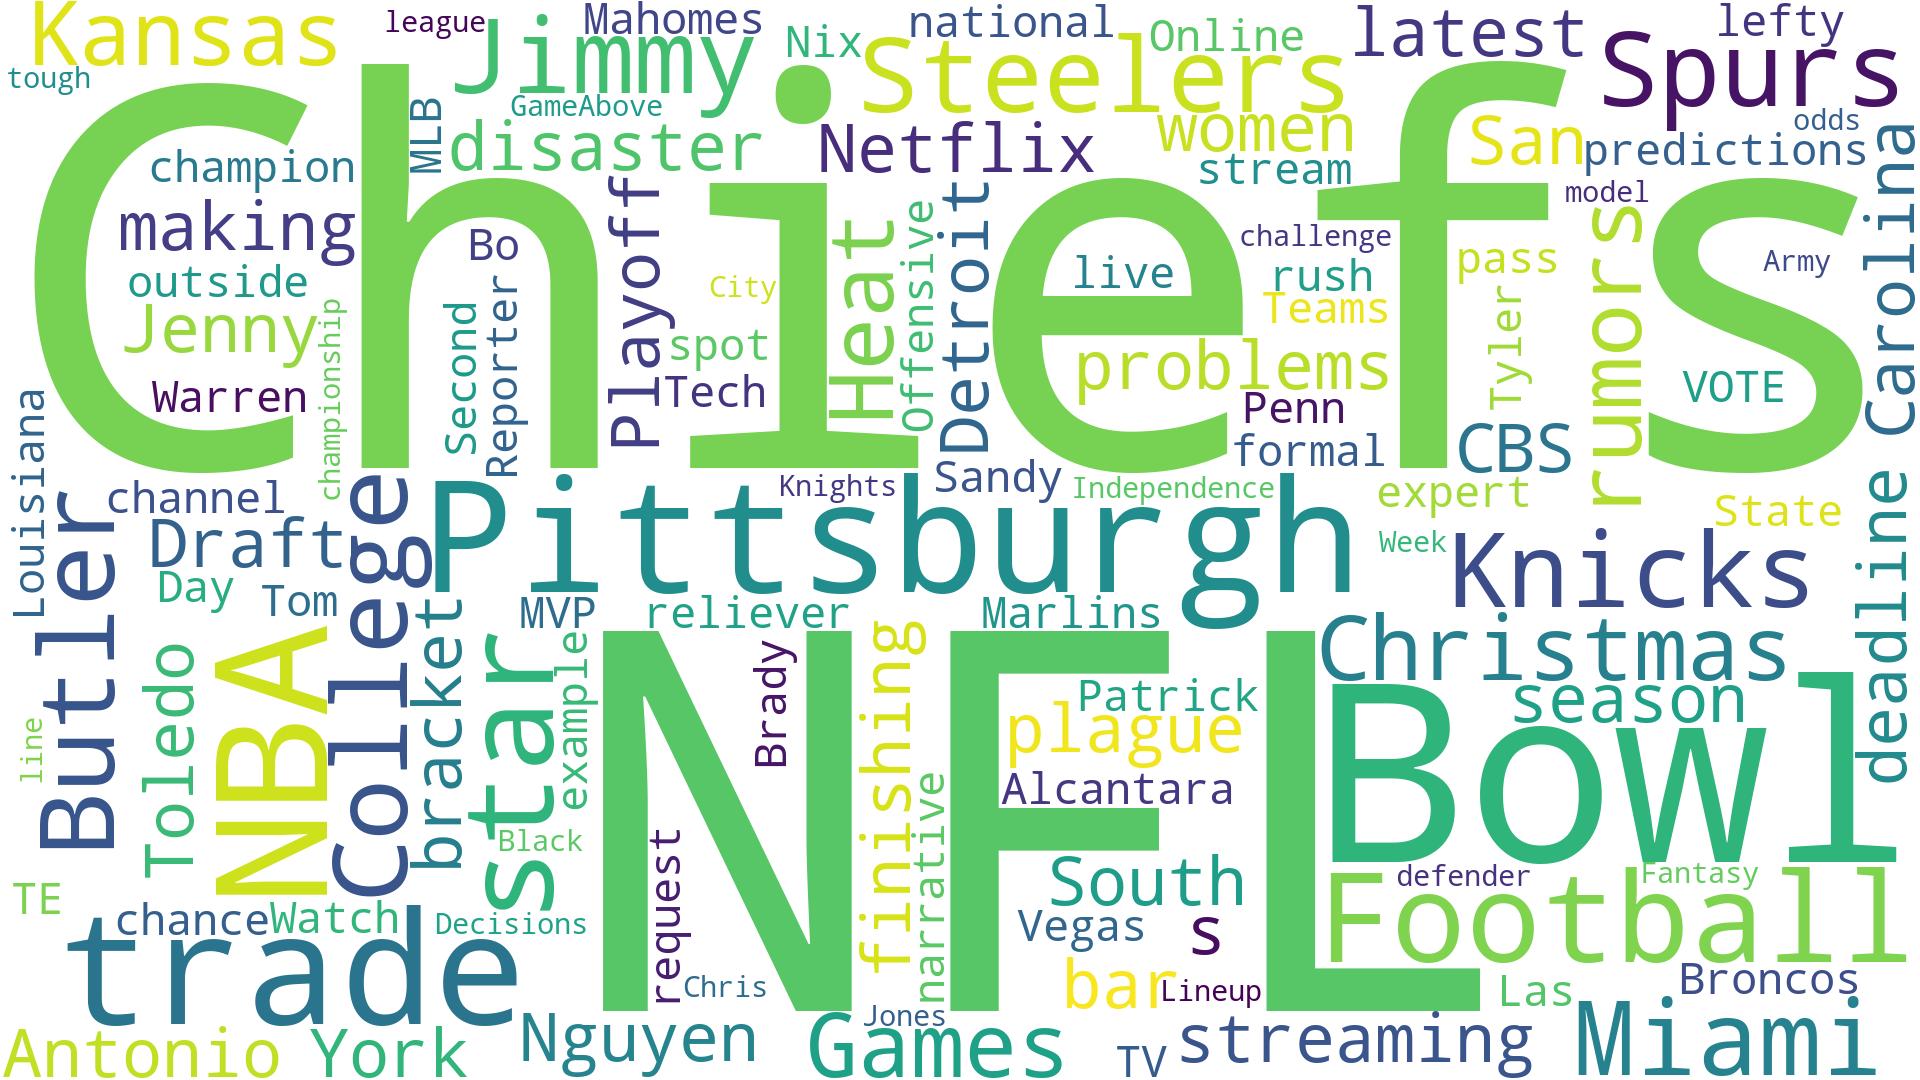 Kansas
league
Jimmy
Mahomes
Nix
national
Steelers
Online
latest
lefty
Spurs
tough
Chiefs
MLB
GameAbove
disaster
Netflix
women
stream
San
predictions
odds
champion
making
outside
Jenny
Warren
championship
Bo
Second
Reporter
Playoff
City
spot
Tech
Heat
Offensive
Detroit
live
challenge
rush
Teams
problems
Penn
formal
pass
Tyler
CBS
model
rumors
Army
VOTE
Carolina
Louisiana
channel
Butler
Draft
College
Pittsburgh
Knights
Sandy
Independence
expert
State
Week
Knicks
deadline
Day
Tom
MVP
reliever
Marlins
Christmas
Toledo
NBA
bracket
star
example
NFL
Brady
finishing
Patrick
plague
Alcantara
season
Bowl
line
Black
request
narrative
South
defender
Fantasy
Football
TE
chance
Watch
Decisions
trade
Vegas
s
Chris
bar
Lineup
Las
Broncos
Antonio
York
Nguyen
Jones
Games
TV
streaming
Miami